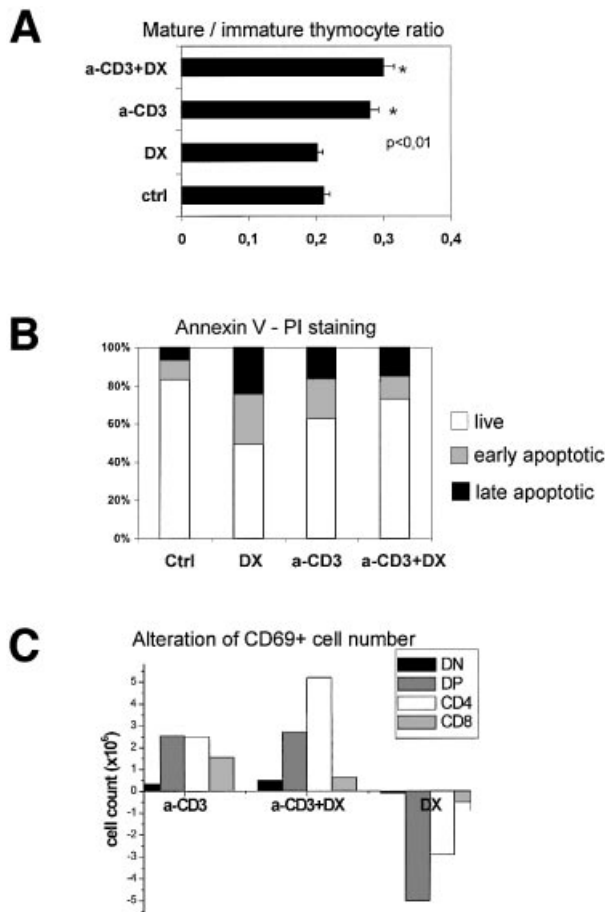 A
Mature / immature thymocyte ratio
a-CD3+DX
*
a-CD3
*
p<0,01
DX
ctrl
0 0,1 0,2 0,3 0,4
B
Annexin V - PI staining
100%
80%
60%
40%
20%
0%
Ctrl DX a-CD3 a-CD3+DX
live
early apoptotic
late apoptotic
C
Alteration of CD69+ cell number
DN
DP
CD4
CD8
cell count (x10⁶)
5
4
3
2
1
0
-1
-2
-3
-4
-5
a-CD3 a-CD3+DX DX